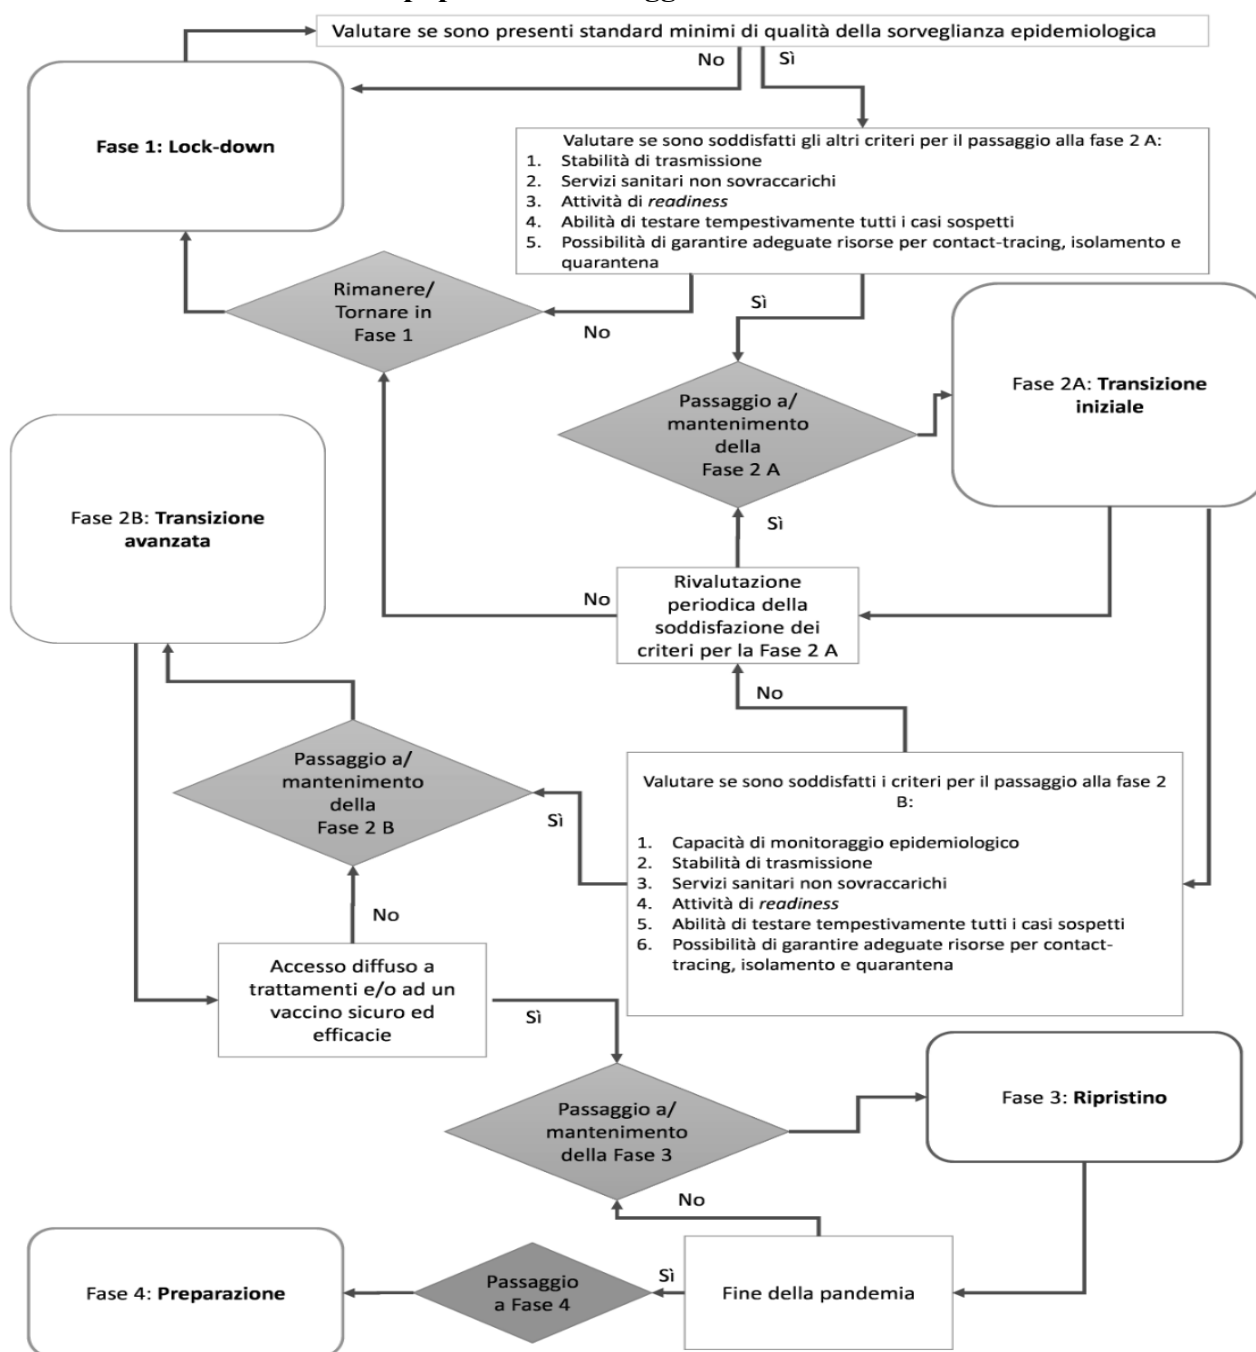 Valutare se sono presenti standard minimi di qualità della sorveglianza epidemiologica
No
Sì
Fase 1: Lock-down
Valutare se sono soddisfatti gli altri criteri per il passaggio alla fase 2 A:
1. Stabilità di trasmissione
2. Servizi sanitari non sovraccarichi
3. Attività di readiness
4. Abilità di testare tempestivamente tutti i casi sospetti
5. Possibilità di garantire adeguate risorse per contact-tracing, isolamento e
quarantena
Rimanere/
Tornare in
Fase 1
No
Sì
Passaggio a/
mantenimento
della
Fase 2 A
Fase 2A: Transizione
iniziale
Sì
Fase 2B: Transizione
avanzata
No
Rivalutazione
periodica della
soddisfazione dei
criteri per la Fase 2 A
No
Passaggio a/
mantenimento
della
Fase 2 B
Sì
Valutare se sono soddisfatti i criteri per il passaggio alla fase 2
B:
1. Capacità di monitoraggio epidemiologico
2. Stabilità di trasmissione
3. Servizi sanitari non sovraccarichi
4. Attività di readiness
5. Abilità di testare tempestivamente tutti i casi sospetti
6. Possibilità di garantire adeguate risorse per contact-
tracing, isolamento e quarantena
No
Accesso diffuso a
trattamenti e/o ad un
vaccino sicuro ed
efficacie
Sì
Passaggio a/
mantenimento
della Fase 3
Fase 3: Ripristino
No
Fase 4: Preparazione
Passaggio
a Fase 4
Sì
Fine della pandemia